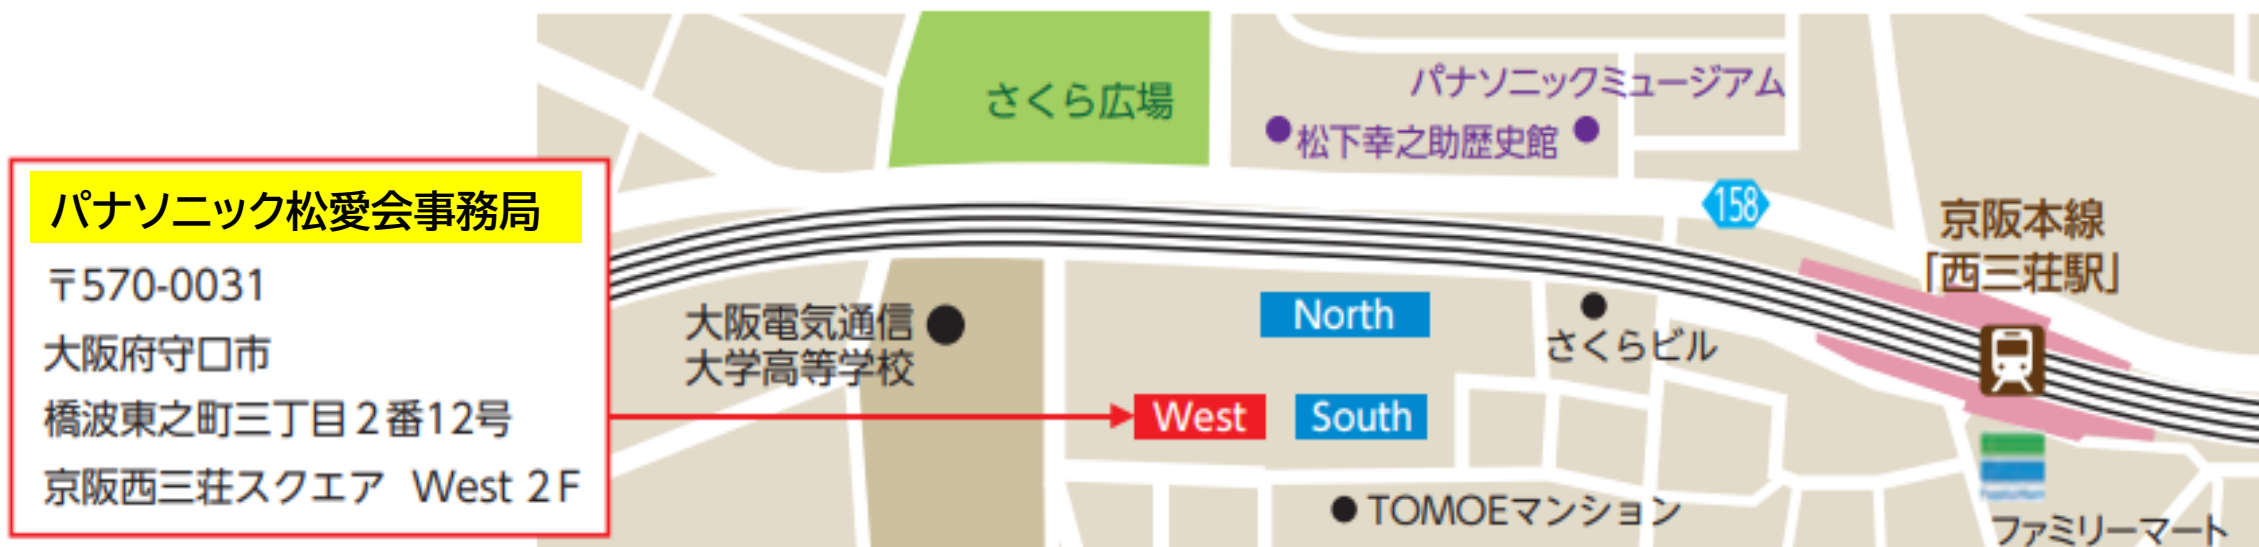 パナソニック松愛会事務局
〒570-0031
大阪府守口市
橋波東之町三丁目2番12号
京阪西三荘スクエア West 2F
さくら広場
パナソニックミュージアム
松下幸之助歴史館
158
京阪本線
「西三荘駅」
大阪電気通信
大学高等学校
North
さくらビル
West
South
TOMOEマンション
ファミリーマート